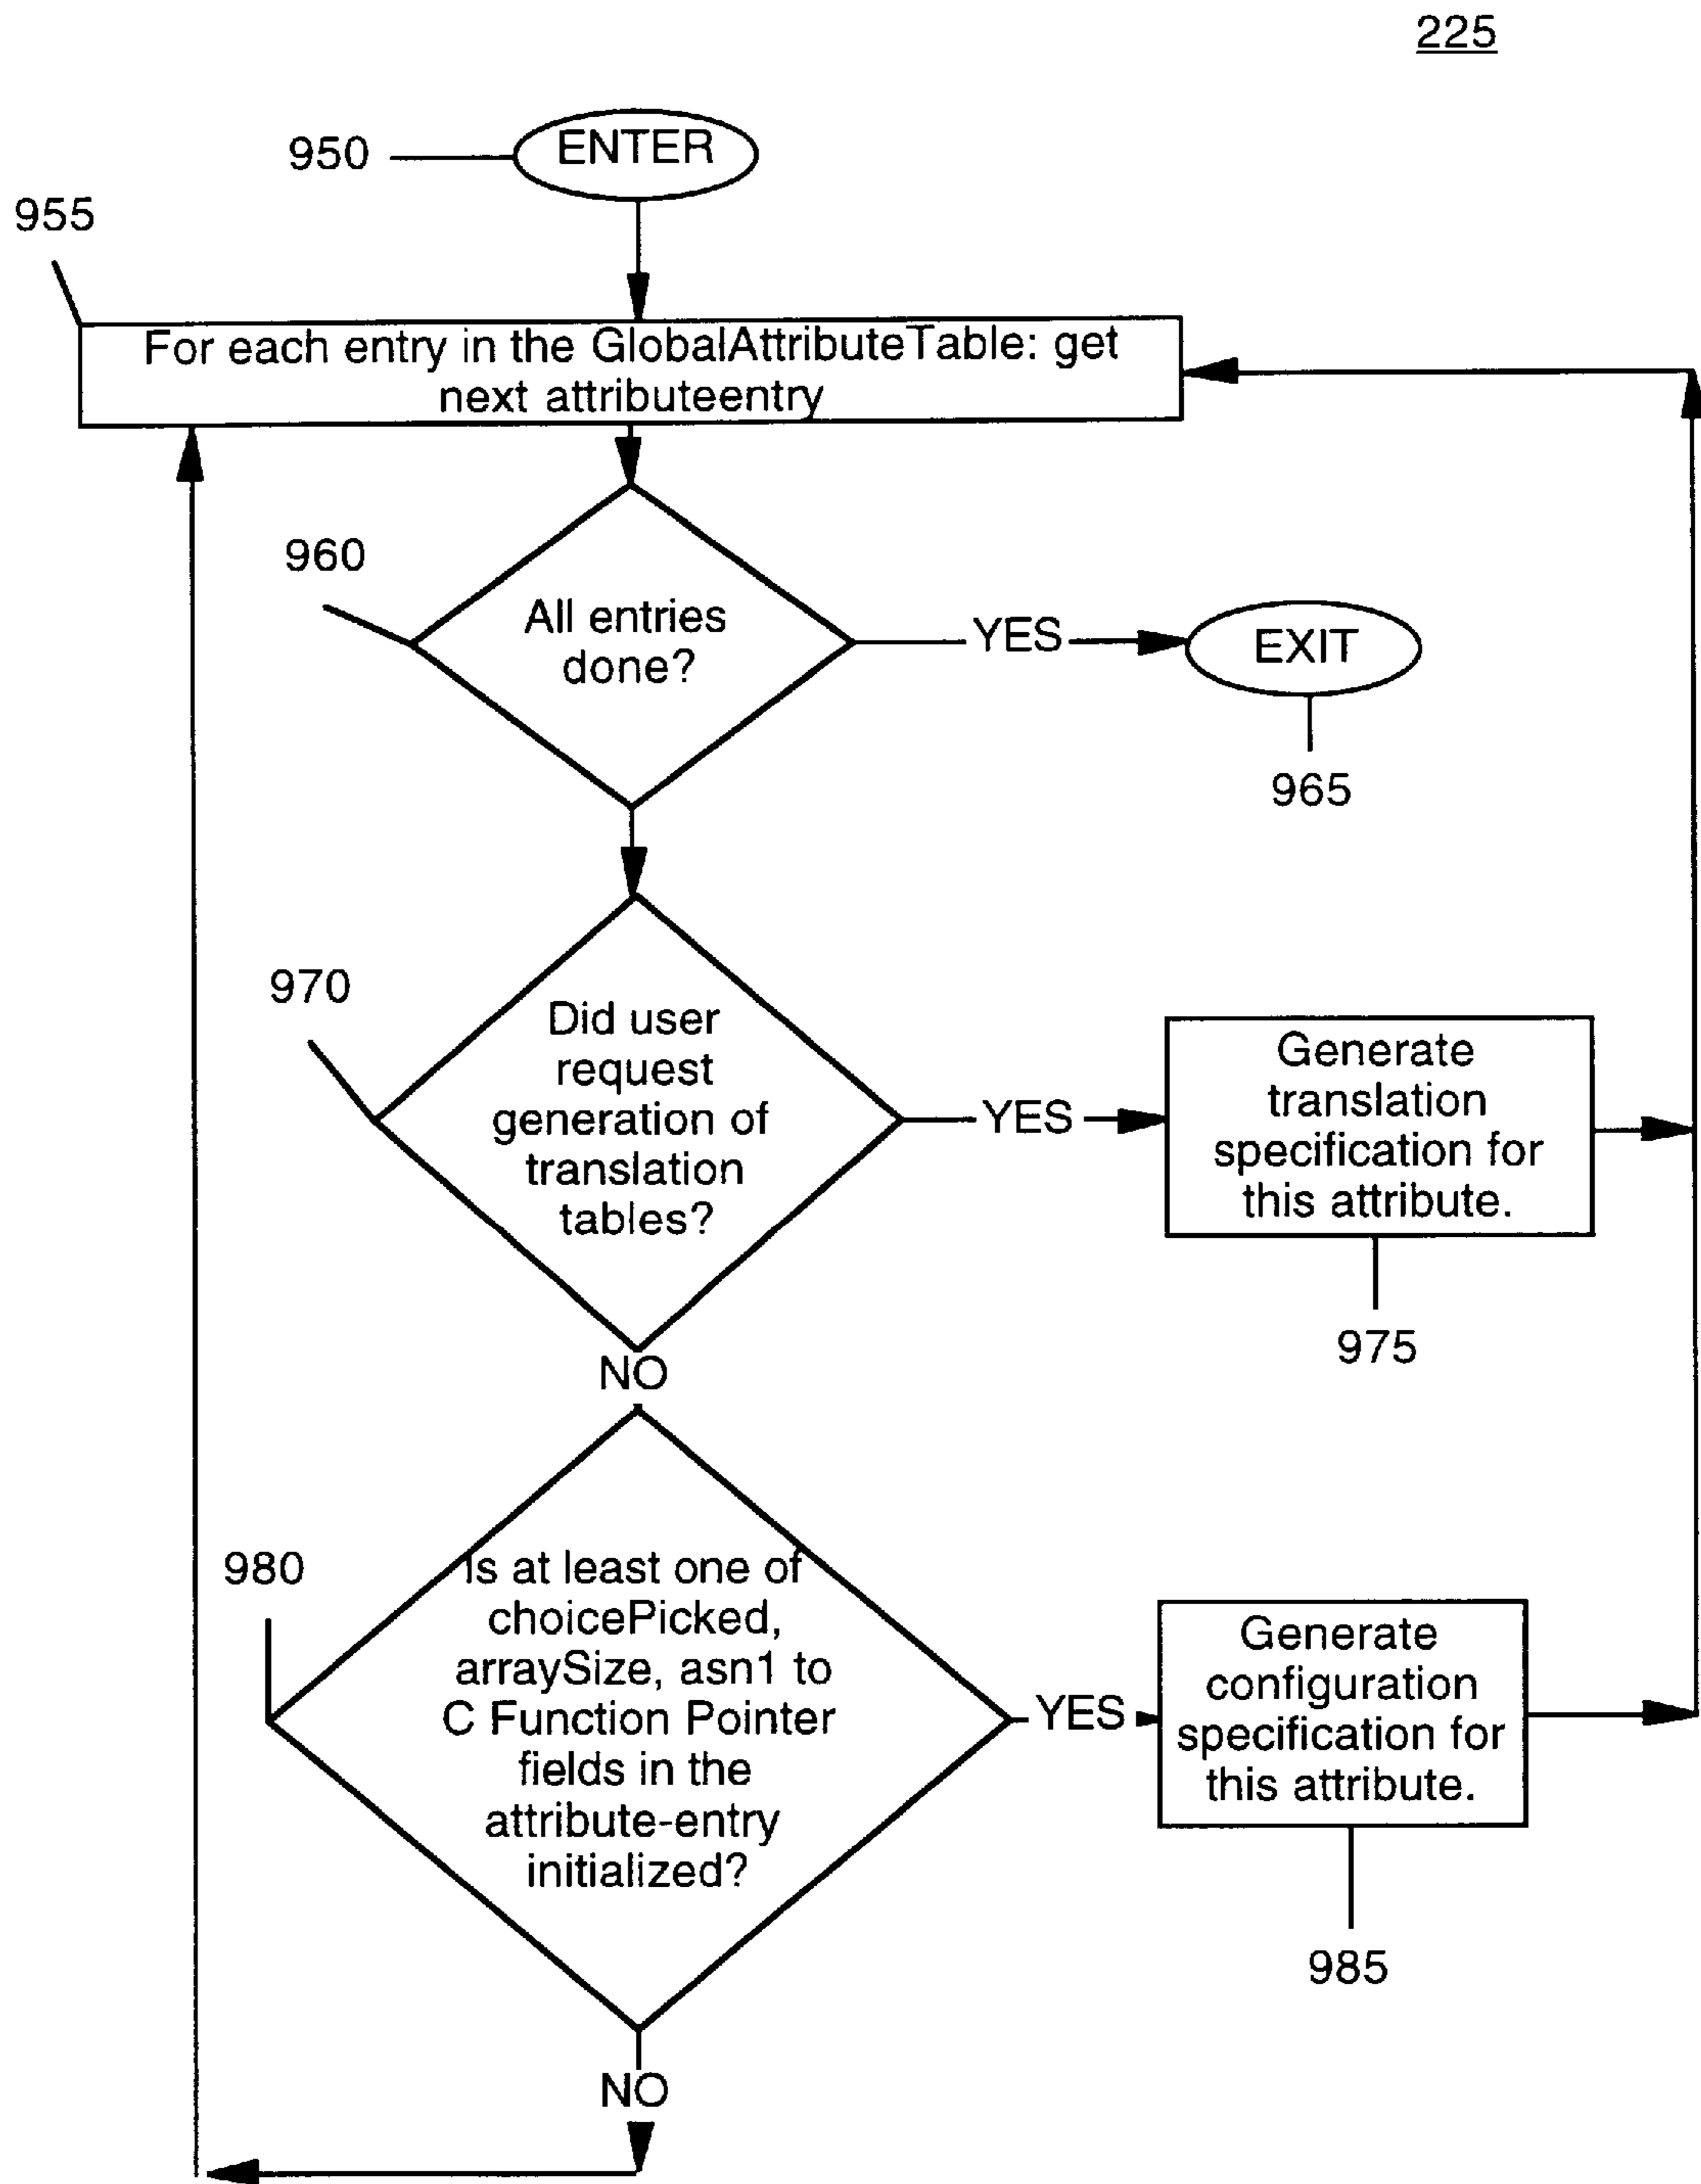 225
950
ENTER
955
For each entry in the GlobalAttributeTable: get
next attributeentry
960
All entries
done?
YES
EXIT
965
970
Did user
request
generation of
translation
tables?
YES
Generate
translation
specification for
this attribute.
975
NO
980
Is at least one of
choicePicked,
arraySize, asn1 to
C Function Pointer
fields in the
attribute-entry
initialized?
YES
Generate
configuration
specification for
this attribute.
985
NO